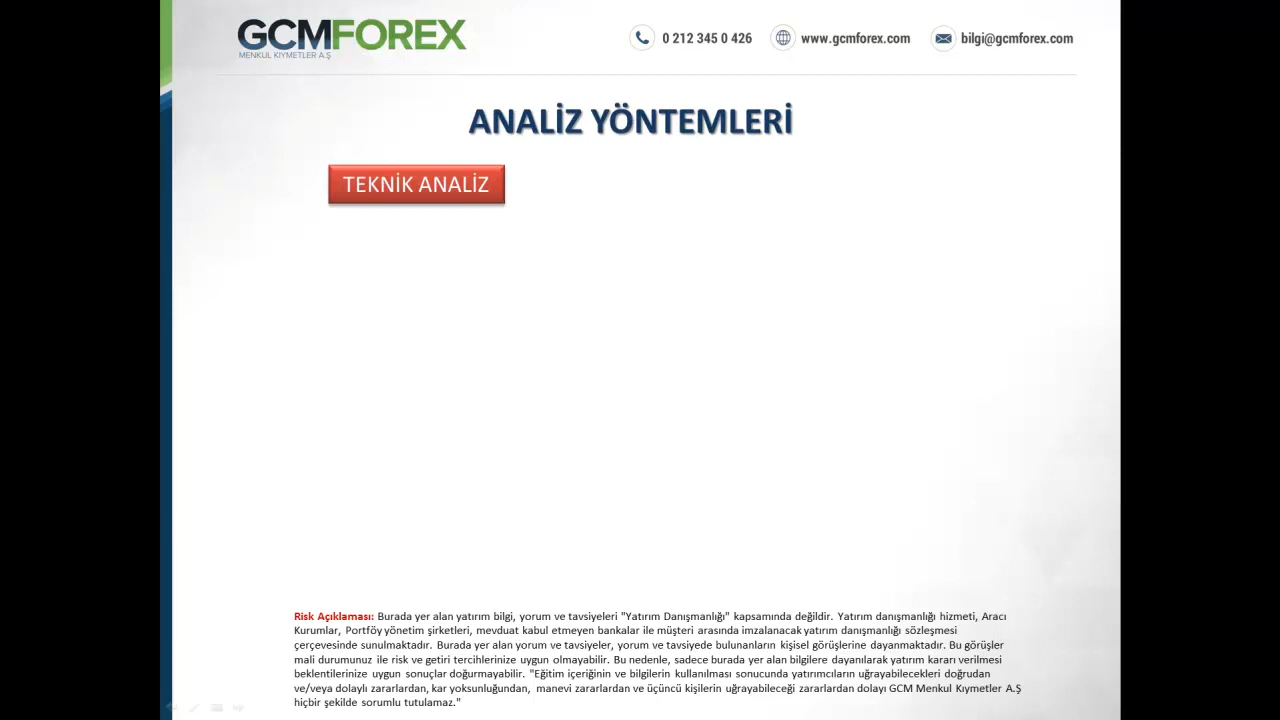 GCMFOREX
MENKUL KIYMETLER A.Ş
0 212 345 0 426
www.gcmforex.com
bilgi@gcmforex.com
ANALİZ YÖNTEMLERİ
TEKNİK ANALİZ
Risk Açıklaması: Burada yer alan yatırım bilgi, yorum ve tavsiyeleri "Yatırım Danışmanlığı" kapsamında değildir. Yatırım danışmanlığı hizmeti, Aracı
Kurumlar, Portföy yönetim şirketleri, mevduat kabul etmeyen bankalar ile müşteri arasında imzalanacak yatırım danışmanlığı sözleşmesi
çerçevesinde sunulmaktadır. Burada yer alan yorum ve tavsiyeler, yorum ve tavsiyede bulunanların kişisel görüşlerine dayanmaktadır. Bu görüşler
mali durumunuz ile risk ve getiri tercihlerinize uygun olmayabilir. Bu nedenle, sadece burada yer alan bilgilere dayanılarak yatırım kararı verilmesi
beklentilerinize uygun sonuçlar doğurmayabilir. "Eğitim içeriğinin ve bilgilerin kullanılması sonucunda yatırımcıların uğrayabilecekleri doğrudan
ve/veya dolaylı zararlardan, kar yoksunluğundan, manevi zararlardan ve üçüncü kişilerin uğrayabileceği zararlardan dolayı GCM Menkul Kıymetler A.Ş
hiçbir şekilde sorumlu tutulamaz."